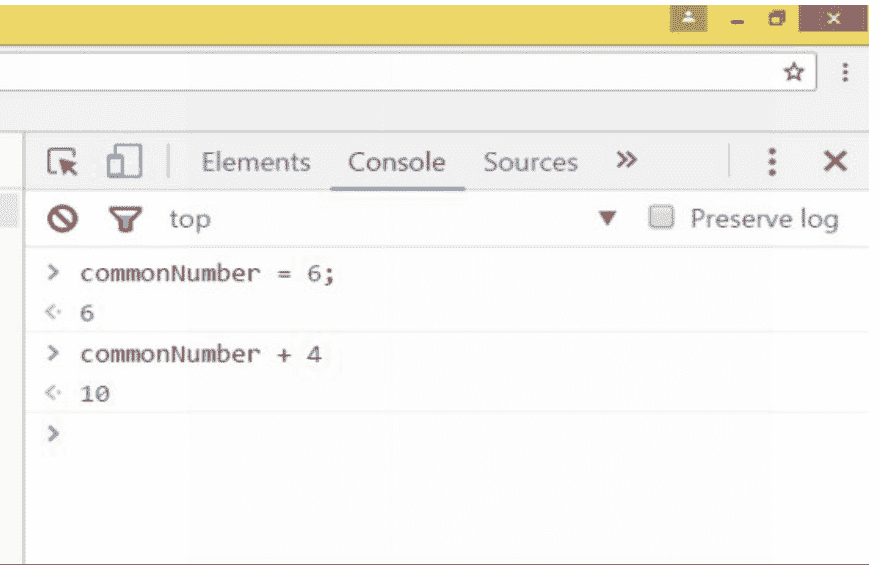 Elements Console Sources »
top ▼ Preserve log
> commonNumber = 6;
<· 6
> commonNumber + 4
<· 10
>